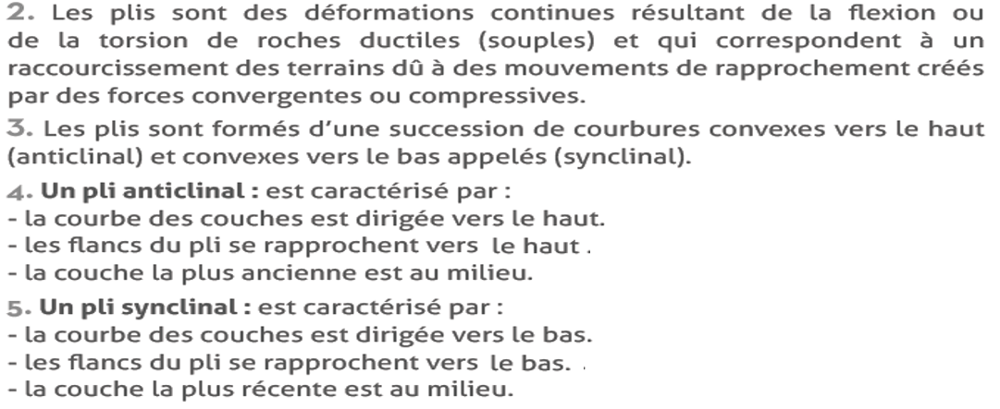 2. Les plis sont des déformations continues résultant de la flexion ou
de la torsion de roches ductiles (souples) et qui correspondent à un
raccourcissement des terrains dû à des mouvements de rapprochement créés
par des forces convergentes ou compressives.
3. Les plis sont formés d'une succession de courbures convexes vers le haut
(anticlinal) et convexes vers le bas appelés (synclinal).
4. Un pli anticlinal : est caractérisé par :
- la courbe des couches est dirigée vers le haut.
- les flancs du pli se rapprochent vers le haut .
- la couche la plus ancienne est au milieu.
5. Un pli synclinal : est caractérisé par :
- la courbe des couches est dirigée vers le bas.
- les flancs du pli se rapprochent vers le bas. .
- la couche la plus récente est au milieu.